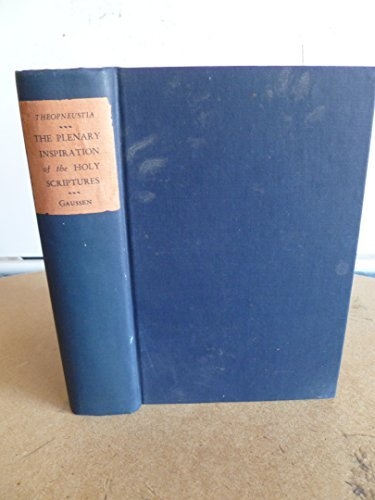 THEOPNEUSTIA
THE PLENARY
INSPIRATION
of the HOLY
SCRIPTURES
GAUSSEN